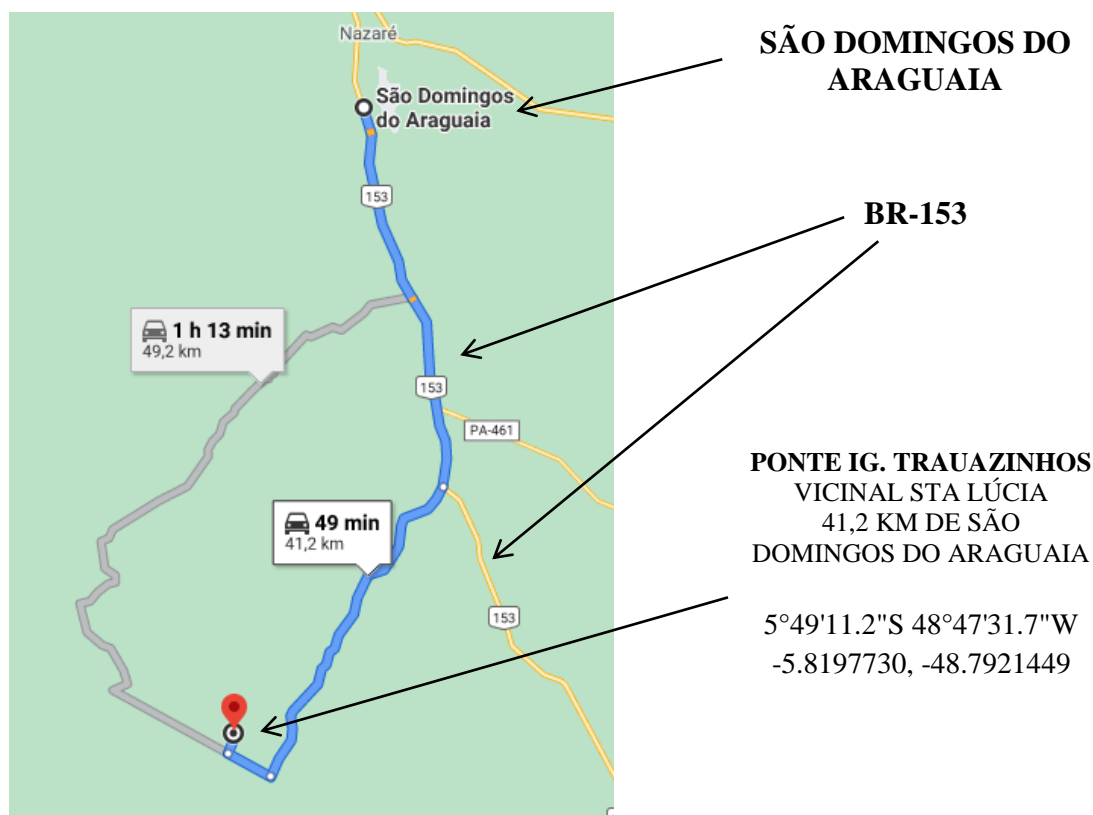 Nazaré
São Domingos
do Araguaia
153
1 h 13 min
49,2 km
153
PA-461
49 min
41,2 km
153
SÃO DOMINGOS DO
ARAGUAIA
BR-153
PONTE IG. TRAUAZINHOS
VICINAL STA LÚCIA
41,2 KM DE SÃO
DOMINGOS DO ARAGUAIA
5°49'11.2"S 48°47'31.7"W
-5.8197730, -48.7921449